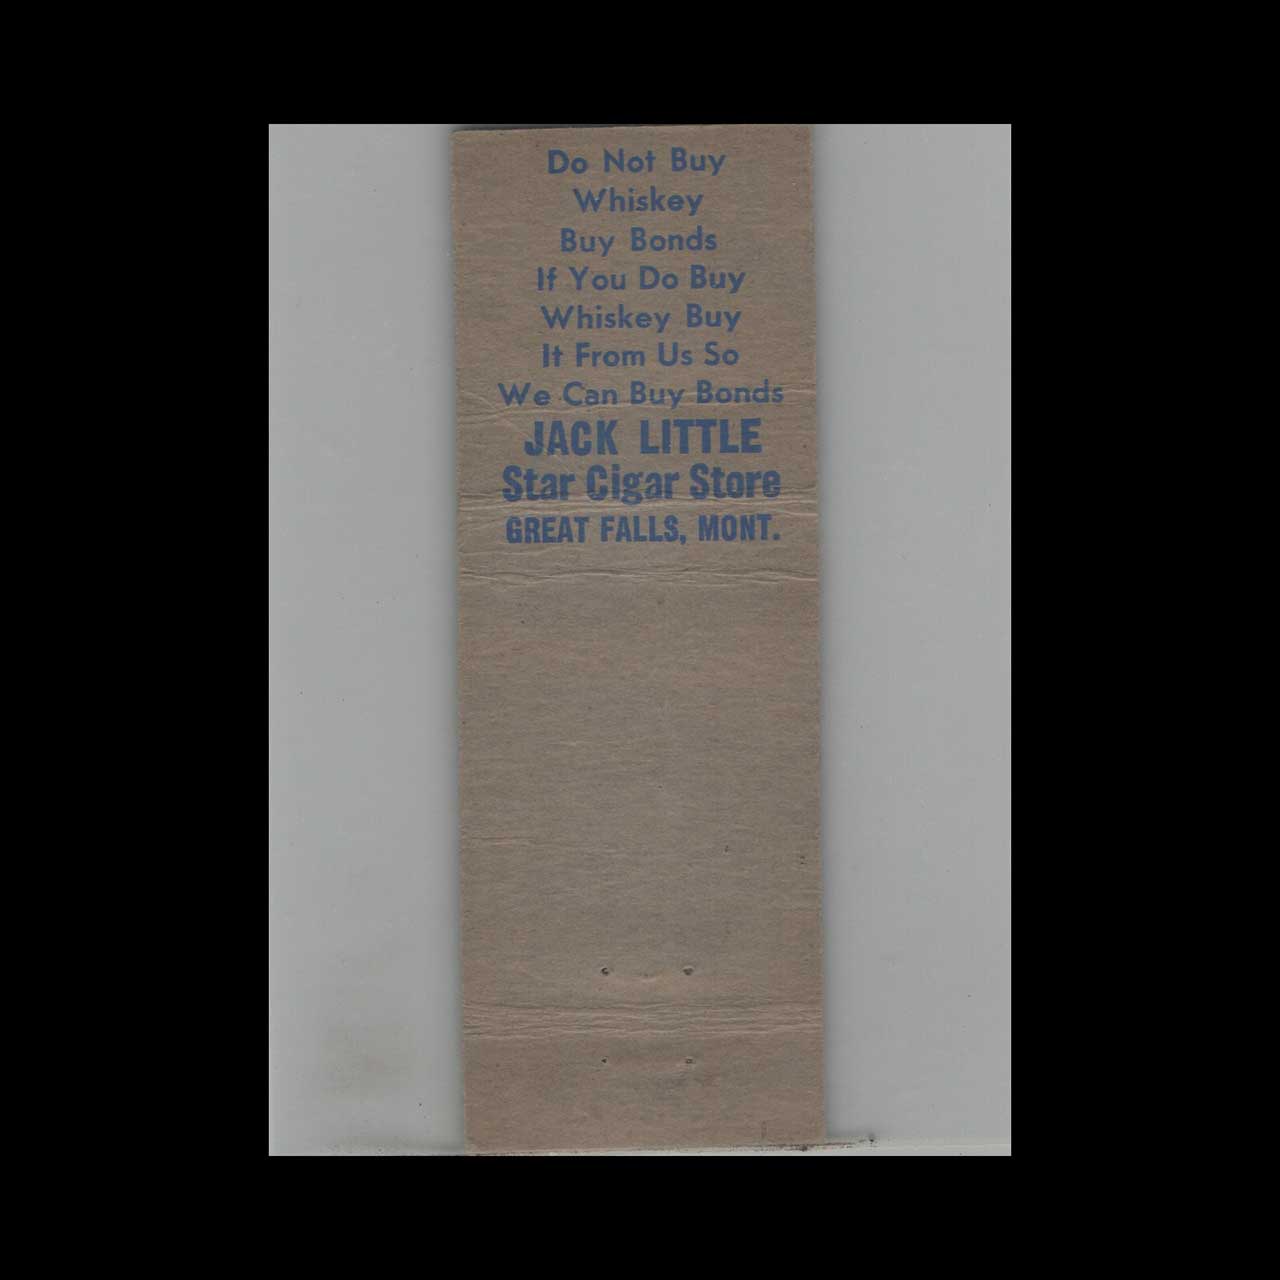 Do Not Buy
Whiskey
Buy Bonds
If You Do Buy
Whiskey Buy
It From Us So
We Can Buy Bonds
JACK LITTLE
Star Cigar Store
GREAT FALLS, MONT.